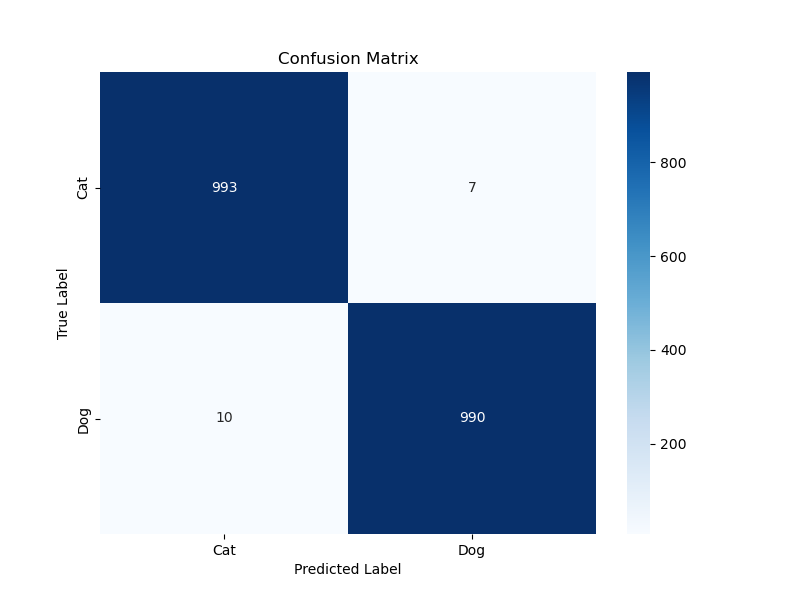 Confusion Matrix
True Label
Cat
993
7
Dog
10
990
Cat
Dog
Predicted Label
800
600
400
200